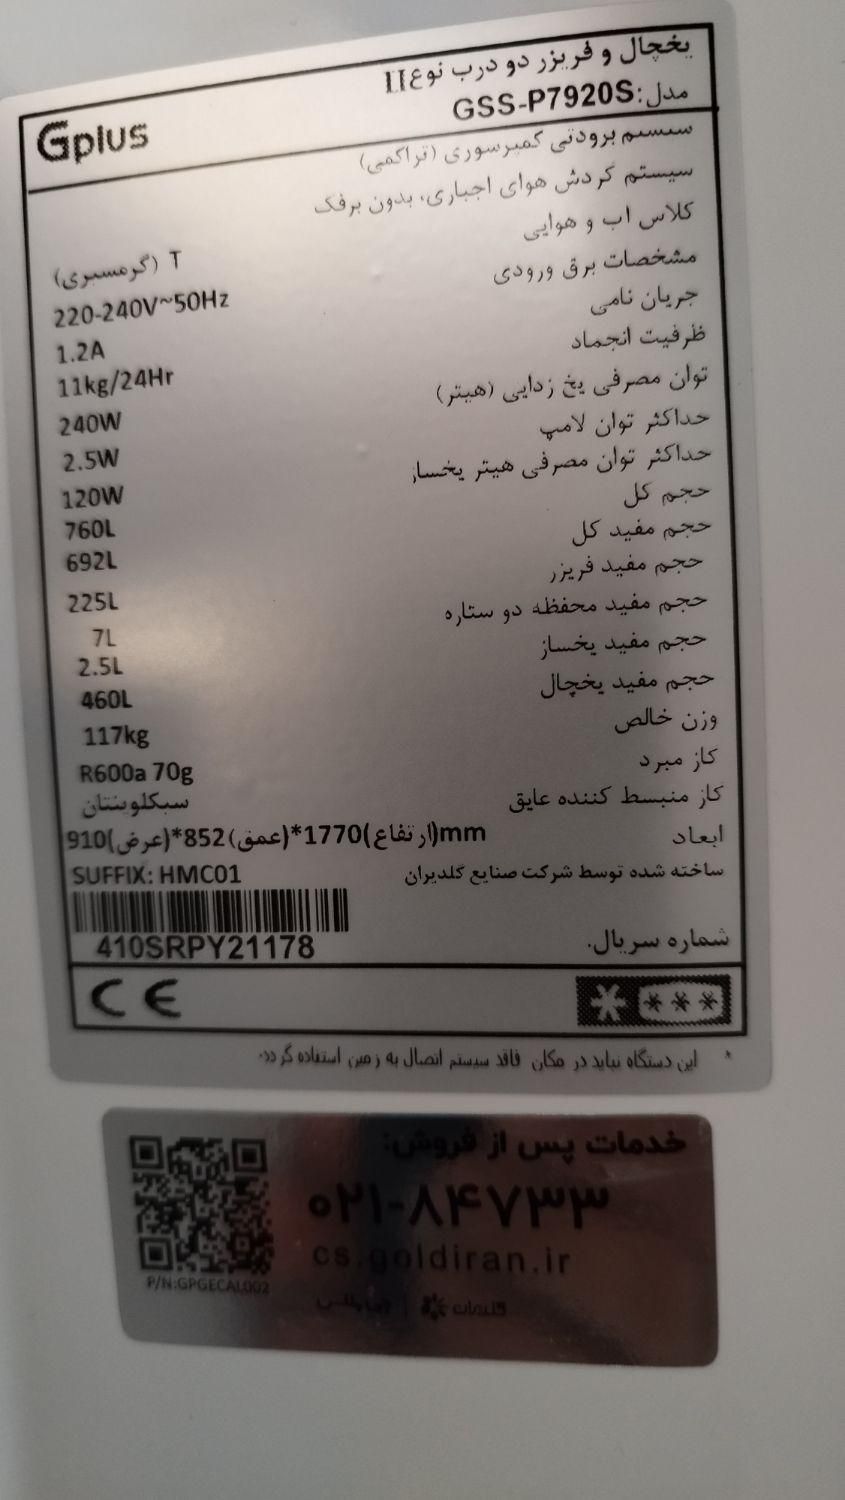 یخچال و فریزر دو درب نوع II
مدل: GSS-P7920S
Gplus
سیستم برودتی کمپرسوری (تراکمی)
سیستم گردش هوای اجباری، بدون برفک
کلاس اب و هوایی T (گرمسیری)
مشخصات برق ورودی 220-240V~50Hz
جریان نامی 1.2A
ظرفیت انجماد 11kg/24Hr
توان مصرفی یخ زدایی (هیتر) 240W
حداکثر توان لامپ 2.5W
حداکثر توان مصرفی هیتر یخساز 120W
حجم کل 760L
حجم مفید کل 692L
حجم مفید فریزر 225L
حجم مفید محفظه دو ستاره 7L
حجم مفید یخساز 2.5L
حجم مفید یخچال 460L
وزن خالص 117kg
گاز مبرد R600a 70g
گاز منبسط کننده عایق سیکلوپنتان
ابعاد 910(عرض)*852(عمق)*1770(ارتفاع)mm
ساخته شده توسط شرکت صنایع گلدیران SUFFIX: HMC01
شماره سریال. 410SRPY21178
CE
* این دستگاه نباید در مکان فاقد سیستم اتصال به زمین استفاده گردد.
خدمات پس از فروش:
۰۲۱-۸۴۷۳۳
cs.goldiran.ir
P/N:GPGECAL002
گلدیران | جی پلاس